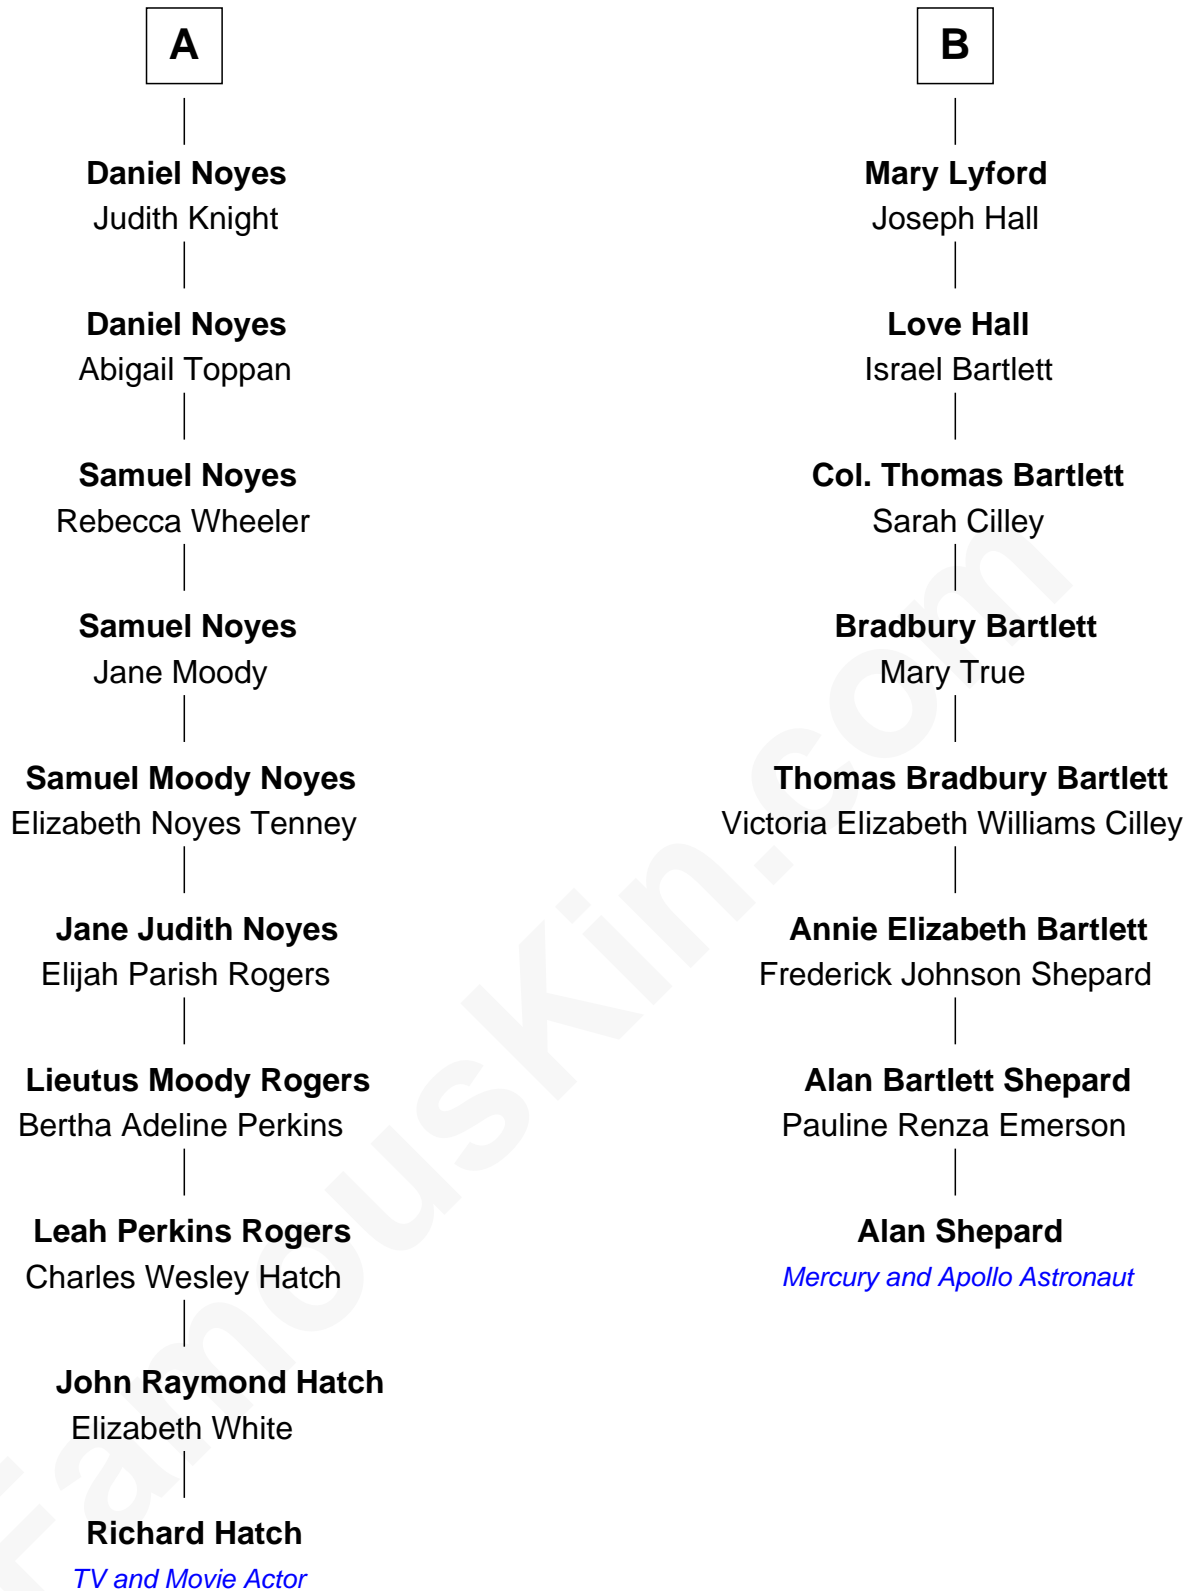 A
Daniel Noyes
Judith Knight
Daniel Noyes
Abigail Toppan
Samuel Noyes
Rebecca Wheeler
Samuel Noyes
Jane Moody
Samuel Moody Noyes
Elizabeth Noyes Tenney
Jane Judith Noyes
Elijah Parish Rogers
Lieutus Moody Rogers
Bertha Adeline Perkins
Leah Perkins Rogers
Charles Wesley Hatch
John Raymond Hatch
Elizabeth White
Richard Hatch
TV and Movie Actor
B
Mary Lyford
Joseph Hall
Love Hall
Israel Bartlett
Col. Thomas Bartlett
Sarah Cilley
Bradbury Bartlett
Mary True
Thomas Bradbury Bartlett
Victoria Elizabeth Williams Cilley
Annie Elizabeth Bartlett
Frederick Johnson Shepard
Alan Bartlett Shepard
Pauline Renza Emerson
Alan Shepard
Mercury and Apollo Astronaut
FamousKin.com